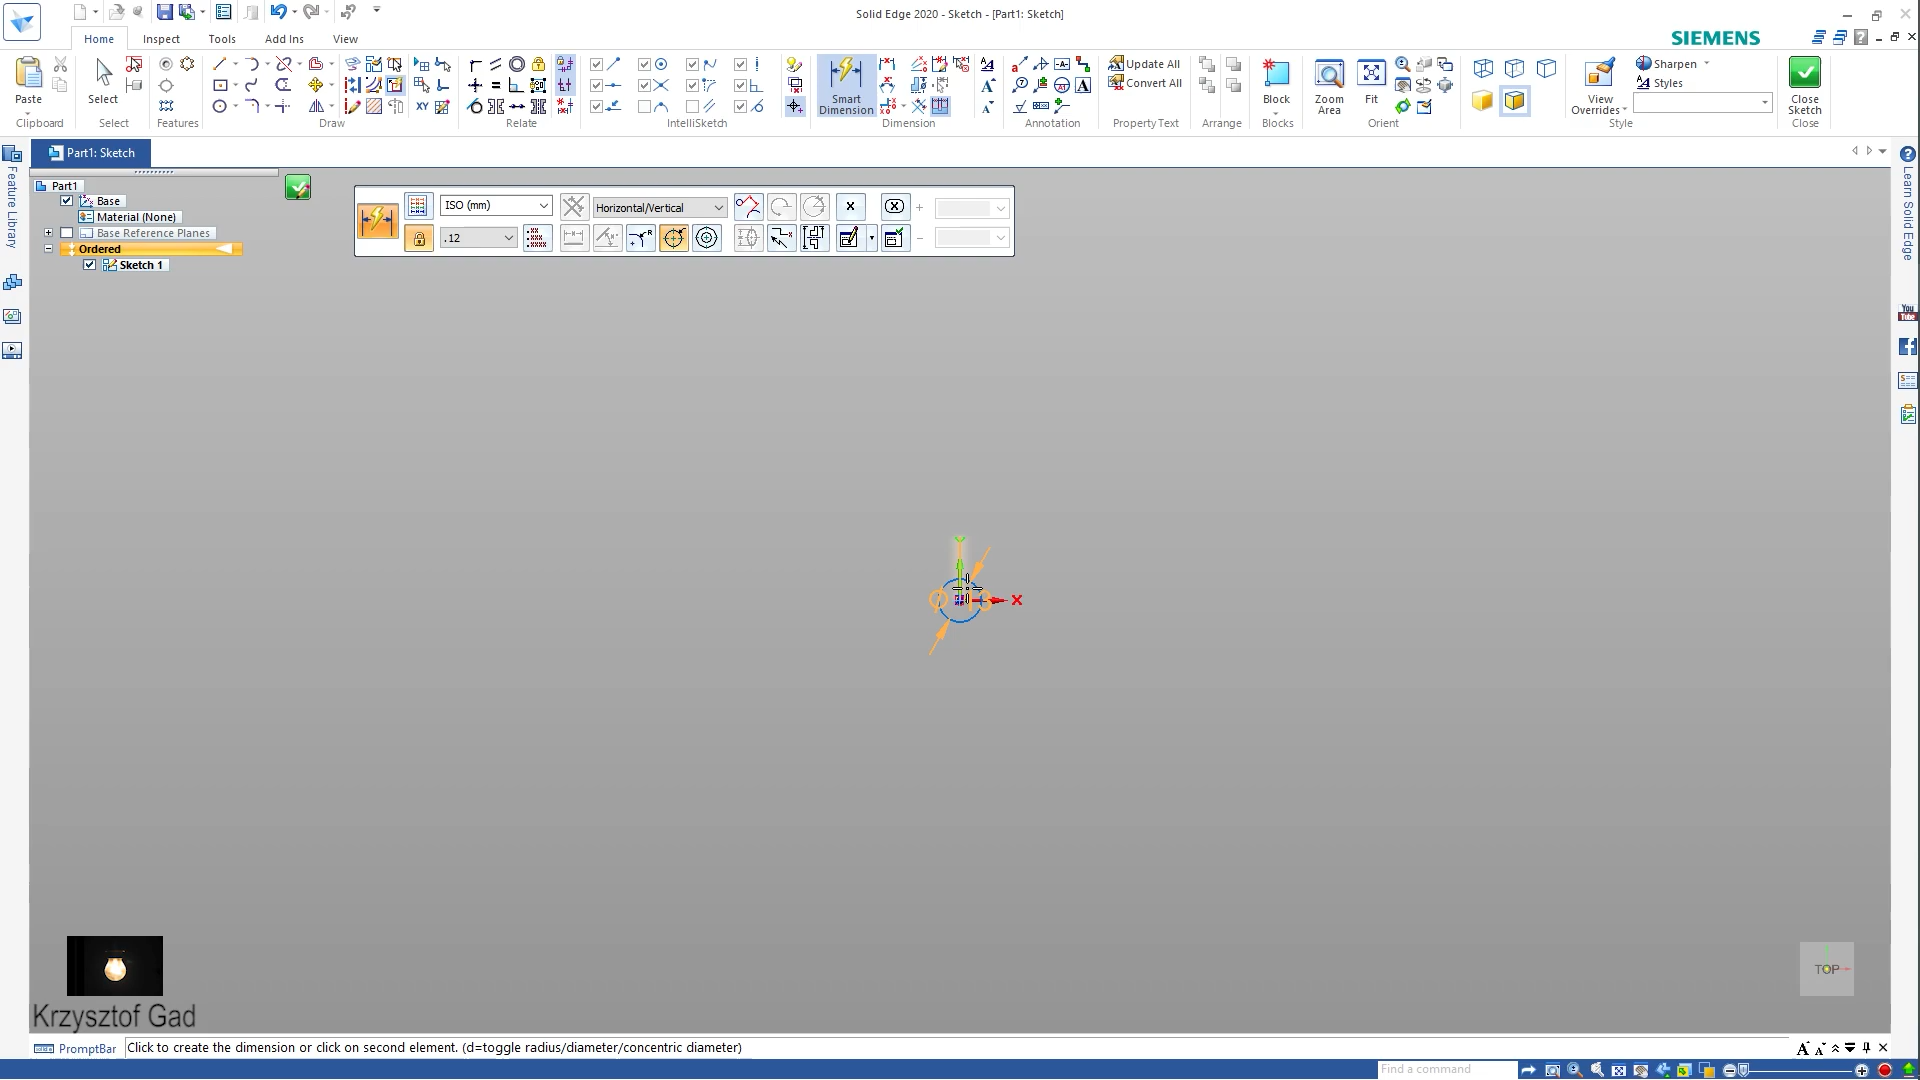 Solid Edge 2020 - Sketch - [Part1: Sketch]
Home
Inspect
Tools
Add Ins
View
SIEMENS
Paste
Select
Smart Dimension
Update All
Convert All
Block
Zoom Area
Fit
View Overrides
Sharpen
Styles
Close Sketch
Clipboard
Select
Features
Draw
Relate
IntelliSketch
Dimension
Annotation
PropertyText
Arrange
Blocks
Orient
Style
Close
Part1: Sketch
Feature Library
Learn Solid Edge
You Tube
Part1
Base
Material (None)
Base Reference Planes
Ordered
Sketch 1
ISO (mm)
Horizontal/Vertical
.12
X
TOP
Krzysztof Gad
PromptBar
Click to create the dimension or click on second element. (d=toggle radius/diameter/concentric diameter)
Find a command